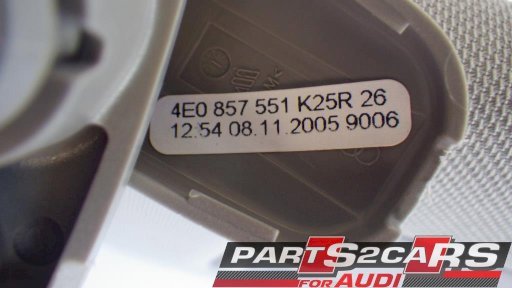 4E0 857 551 K25R 26
12:54 08.11.2005 9006
PARTS2CARS
FOR AUDI